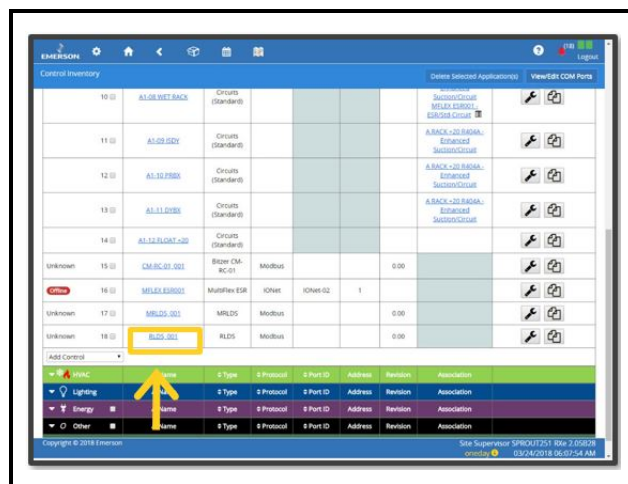 EMERSON
(18)
Logout
Control Inventory
Delete Selected Application(s) View/Edit COM Ports
10 A1-08 WET RACK Circuits (Standard) Enhanced Suction/Circuit MFLEX ESR001 - ESR/Std Circuit
11 A1-09 ISDY Circuits (Standard) A RACK +20 R404A - Enhanced Suction/Circuit
12 A1-10 PRBX Circuits (Standard) A RACK +20 R404A - Enhanced Suction/Circuit
13 A1-11 DYBX Circuits (Standard) A RACK +20 R404A - Enhanced Suction/Circuit
14 A1-12 FLOAT +20 Circuits (Standard)
Unknown 15 CM-RC-01_001 Bitzer CM-RC-01 Modbus 0.00
Offline 16 MFLEX ESR001 MultiFlex ESR IONet IONet-02 1
Unknown 17 MRLDS_001 MRLDS Modbus 0.00
Unknown 18 RLDS_001 RLDS Modbus 0.00
Add Control
HVAC Name Type Protocol Port ID Address Revision Association
Lighting Name Type Protocol Port ID Address Revision Association
Energy Name Type Protocol Port ID Address Revision Association
Other Name Type Protocol Port ID Address Revision Association
Copyright © 2018 Emerson Site Supervisor SPROUT251 RXe 2.05B28
oneday 03/24/2018 06:07:54 AM